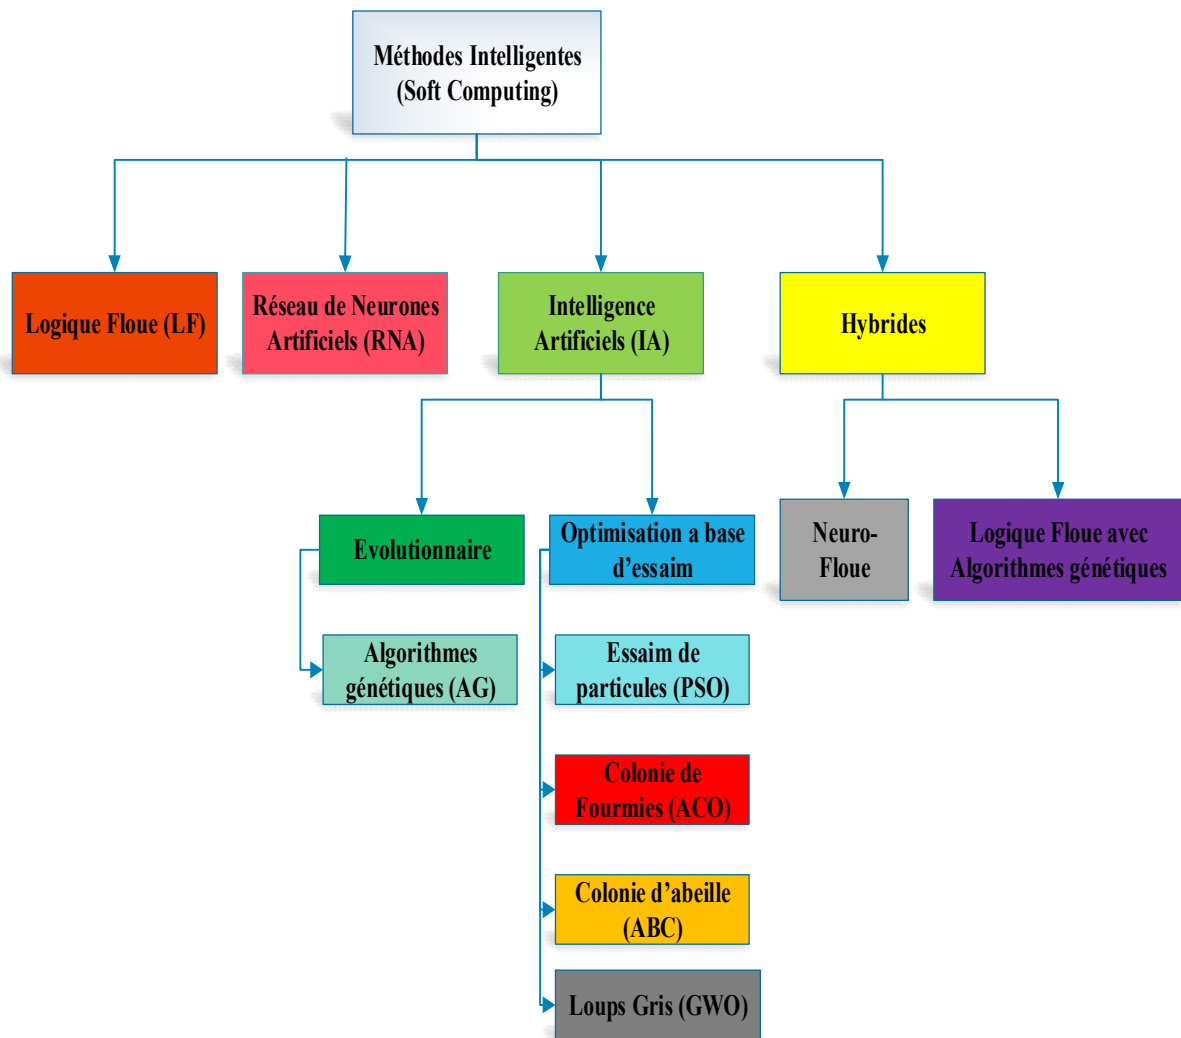 Méthodes Intelligentes
(Soft Computing)
Logique Floue (LF)
Réseau de Neurones
Artificiels (RNA)
Intelligence
Artificiels (IA)
Hybrides
Evolutionnaire
Optimisation a base
d’essaim
Neuro-
Floue
Logique Floue avec
Algorithmes génétiques
Algorithmes
génétiques (AG)
Essaim de
particules (PSO)
Colonie de
Fourmies (ACO)
Colonie d’abeille
(ABC)
Loups Gris (GWO)